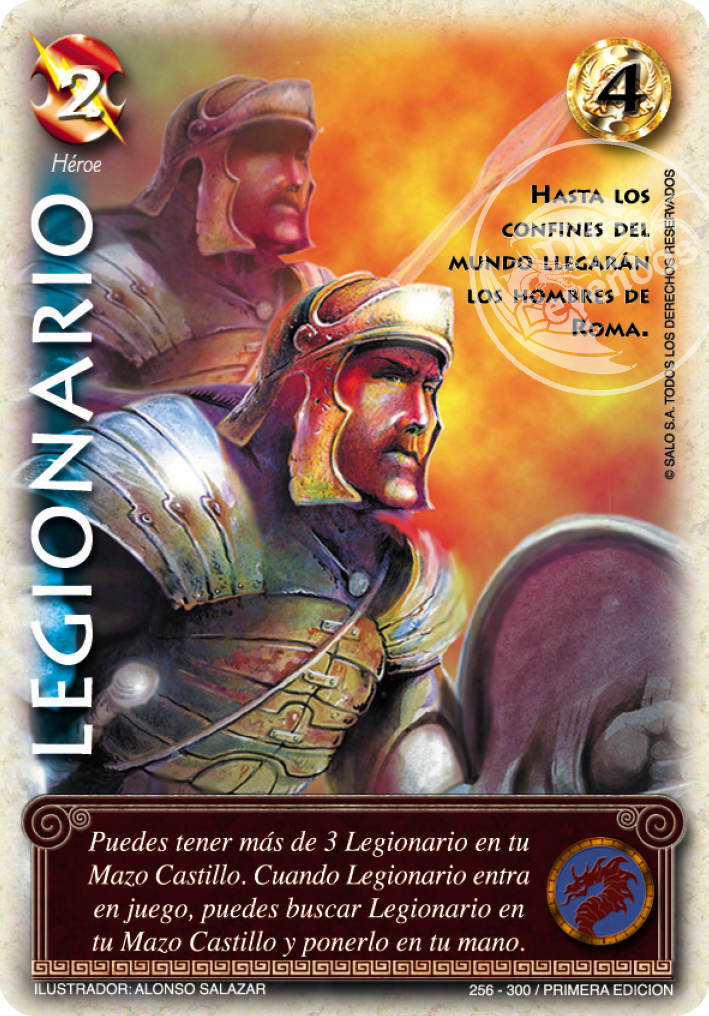 2
4
Héroe
LEGIONARIO
HASTA LOS
CONFINES DEL
MUNDO LLEGARÁN
LOS HOMBRES DE
ROMA.
Mitos y
Leyendas
© SALO S.A. TODOS LOS DERECHOS RESERVADOS
Puedes tener más de 3 Legionario en tu
Mazo Castillo. Cuando Legionario entra
en juego, puedes buscar Legionario en
tu Mazo Castillo y ponerlo en tu mano.
ILUSTRADOR: ALONSO SALAZAR
256 - 300 / PRIMERA EDICION